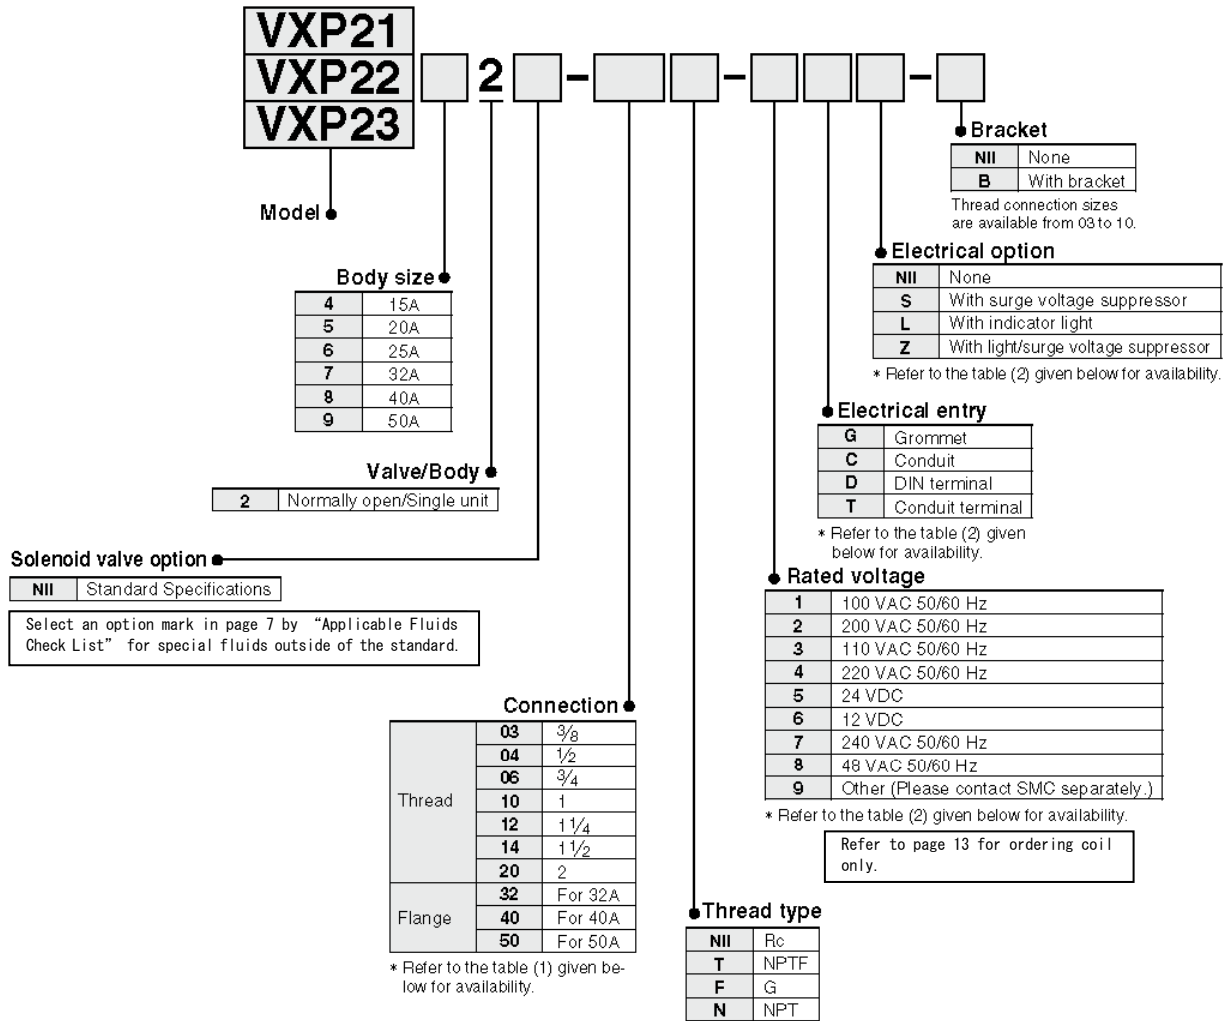 VXP21
VXP22
VXP23
2
-
-
-
Model
Body size
4 15A
5 20A
6 25A
7 32A
8 40A
9 50A
Valve/Body
2 Normally open/Single unit
Solenoid valve option
Nil Standard Specifications
Select an option mark in page 7 by “Applicable Fluids
Check List” for special fluids outside of the standard.
Connection
Thread
03 3/8
04 1/2
06 3/4
10 1
12 1 1/4
14 1 1/2
20 2
Flange
32 For 32A
40 For 40A
50 For 50A
* Refer to the table (1) given be-
low for availability.
Thread type
Nil Rc
T NPTF
F G
N NPT
Rated voltage
1 100 VAC 50/60 Hz
2 200 VAC 50/60 Hz
3 110 VAC 50/60 Hz
4 220 VAC 50/60 Hz
5 24 VDC
6 12 VDC
7 240 VAC 50/60 Hz
8 48 VAC 50/60 Hz
9 Other (Please contact SMC separately.)
* Refer to the table (2) given below for availability.
Refer to page 13 for ordering coil
only.
Electrical entry
G Grommet
C Conduit
D DIN terminal
T Conduit terminal
* Refer to the table (2) given
below for availability.
Electrical option
Nil None
S With surge voltage suppressor
L With indicator light
Z With light/surge voltage suppressor
* Refer to the table (2) given below for availability.
Bracket
Nil None
B With bracket
Thread connection sizes
are available from 03 to 10.